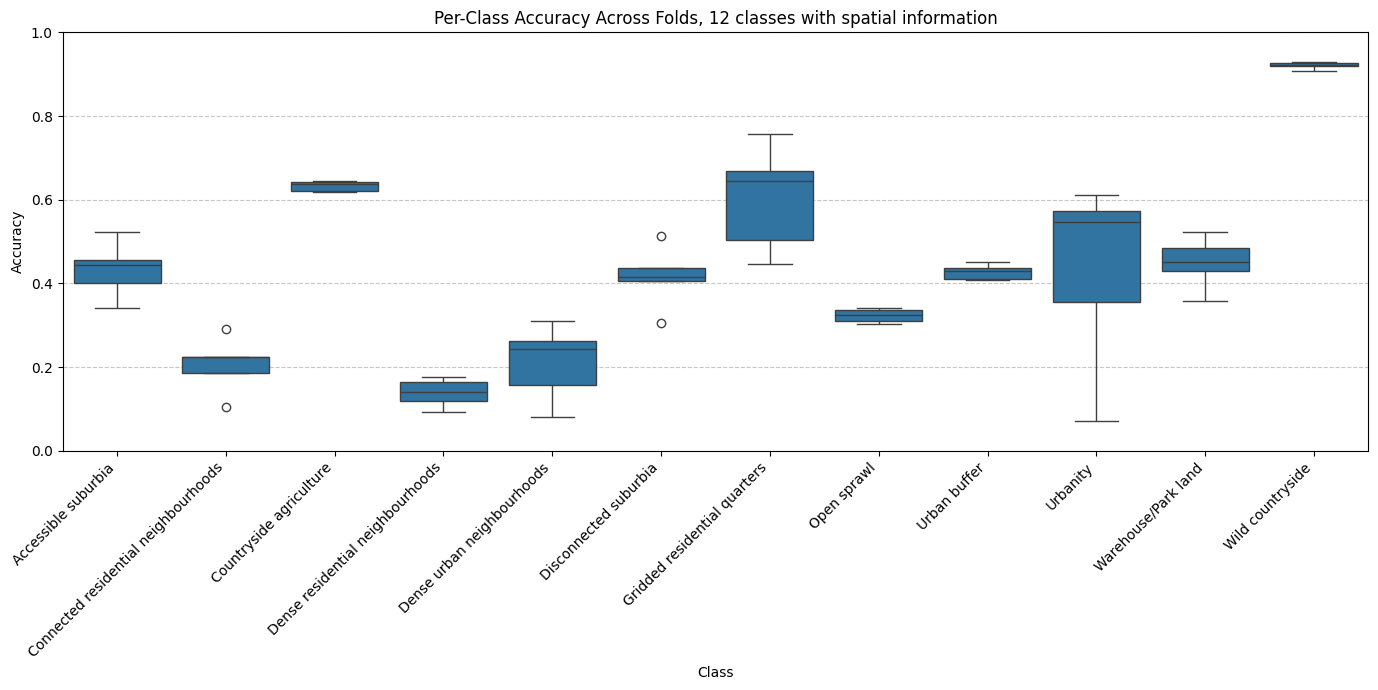 Per-Class Accuracy Across Folds, 12 classes with spatial information
Accuracy
1.0
0.8
0.6
0.4
0.2
0.0
Accessible suburbia
Connected residential neighbourhoods
Countryside agriculture
Dense residential neighbourhoods
Dense urban neighbourhoods
Disconnected suburbia
Gridded residential quarters
Open sprawl
Urban buffer
Urbanity
Warehouse/Park land
Wild countryside
Class